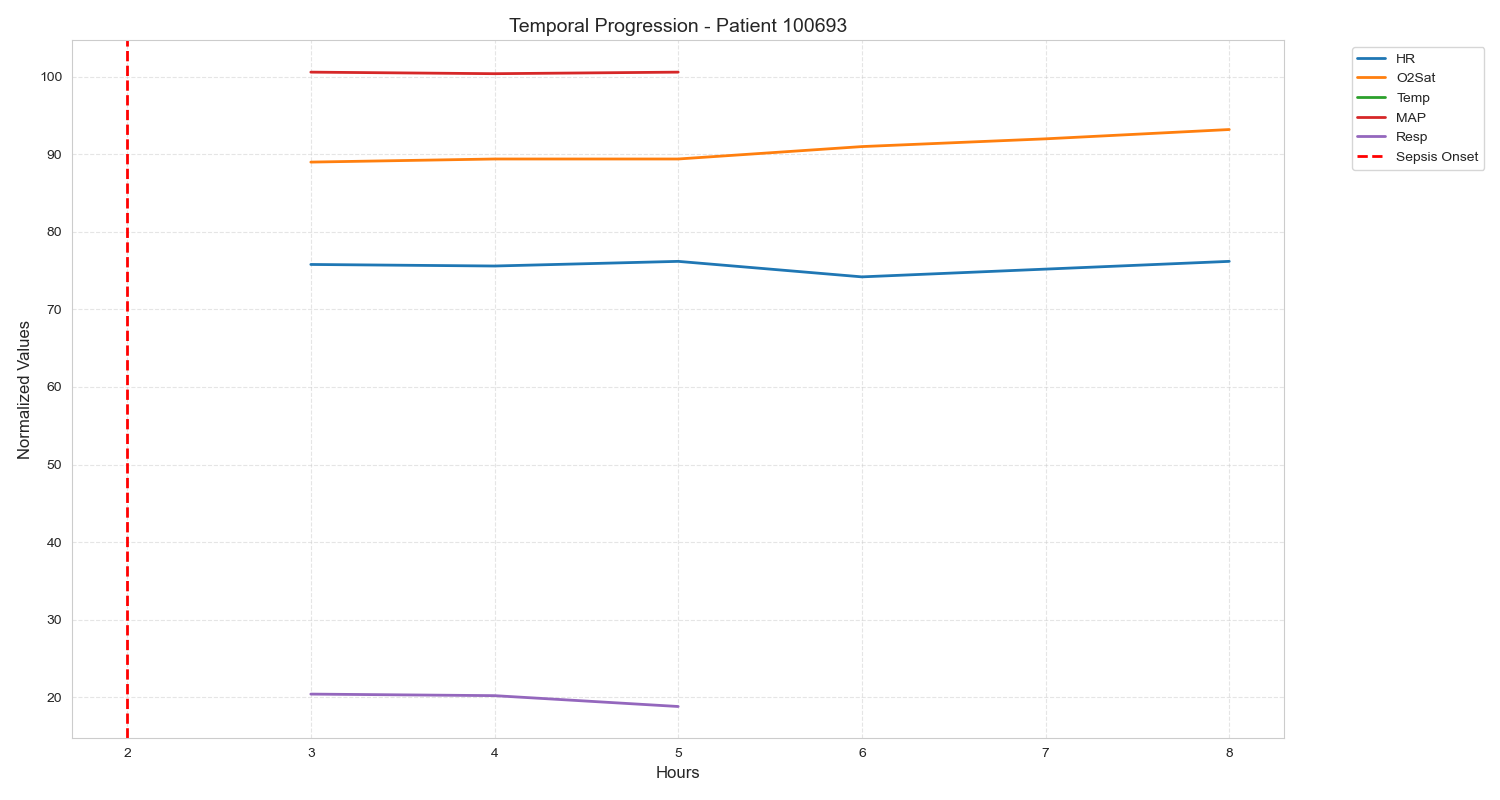 Temporal Progression - Patient 100693
HR
O2Sat
Temp
MAP
Resp
Sepsis Onset
Normalized Values
100
90
80
70
60
50
40
30
20
2 3 4 5 6 7 8
Hours